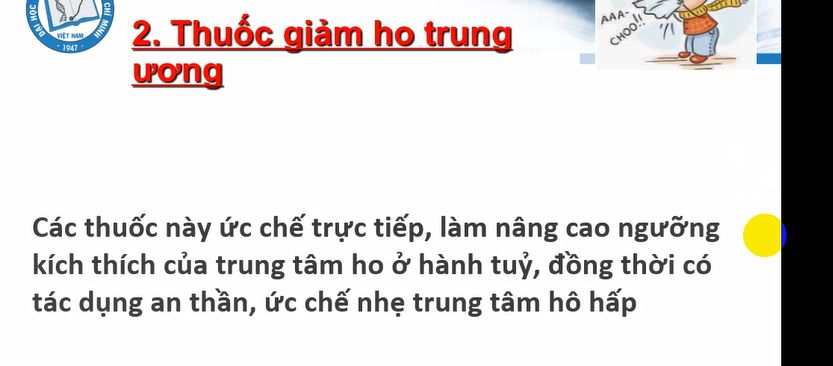 ĐẠI HỌC
CHÍ MINH
VIỆT NAM
• 1947 •
2. Thuốc giảm ho trung
ương
AAA-
CHOO!!
Các thuốc này ức chế trực tiếp, làm nâng cao ngưỡng
kích thích của trung tâm ho ở hành tuỷ, đồng thời có
tác dụng an thần, ức chế nhẹ trung tâm hô hấp